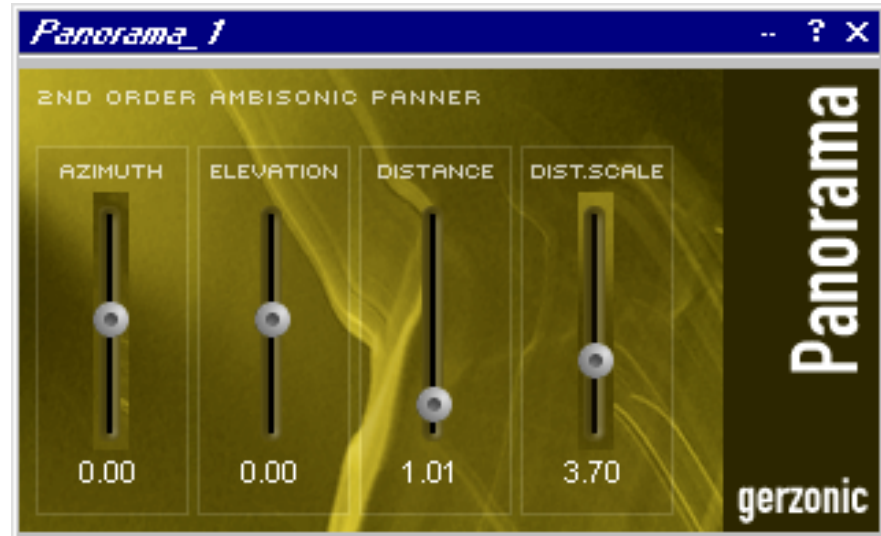 Panorama_1
-- ? X
2ND ORDER AMBISONIC PANNER
AZIMUTH ELEVATION DISTANCE DIST.SCALE
0.00 0.00 1.01 3.70
Panorama
gerzonic